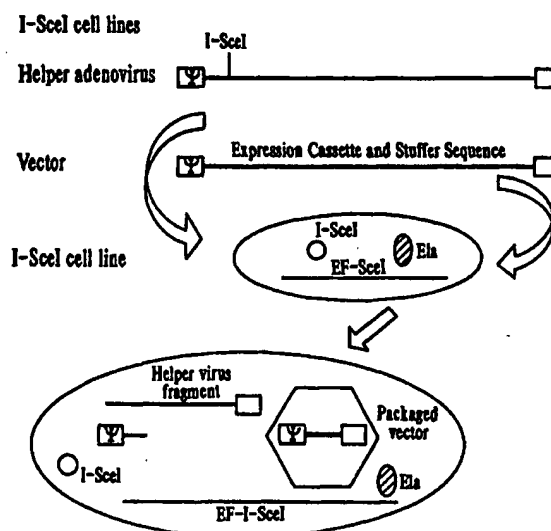 I-SceI cell lines
I-SceI
Helper adenovirus
Ψ
Vector
Expression Cassette and Stuffer Sequence
Ψ
I-SceI cell line
I-SceI
Ela
EF-SceI
Helper virus
fragment
Packaged
vector
Ψ
Ψ
I-SceI
Ela
EF-I-SceI